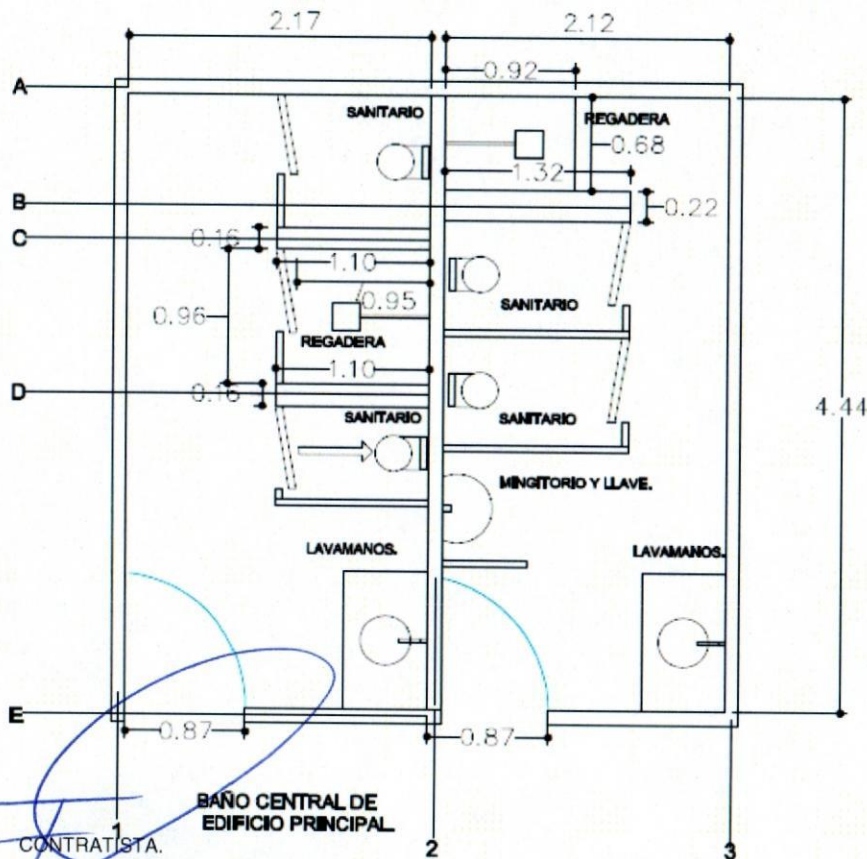 2.17
2.12
0.92
A
SANITARIO
REGADERA
0.68
1.32
B
0.22
C
0.16
1.10
0.95
SANITARIO
0.96
REGADERA
1.10
D
0.16
SANITARIO
SANITARIO
4.44
MINGITORIO Y LLAVE.
LAVAMANOS.
LAVAMANOS.
E
0.87
0.87
BAÑO CENTRAL DE
EDIFICIO PRINCIPAL.
1
2
3
CONTRATISTA.